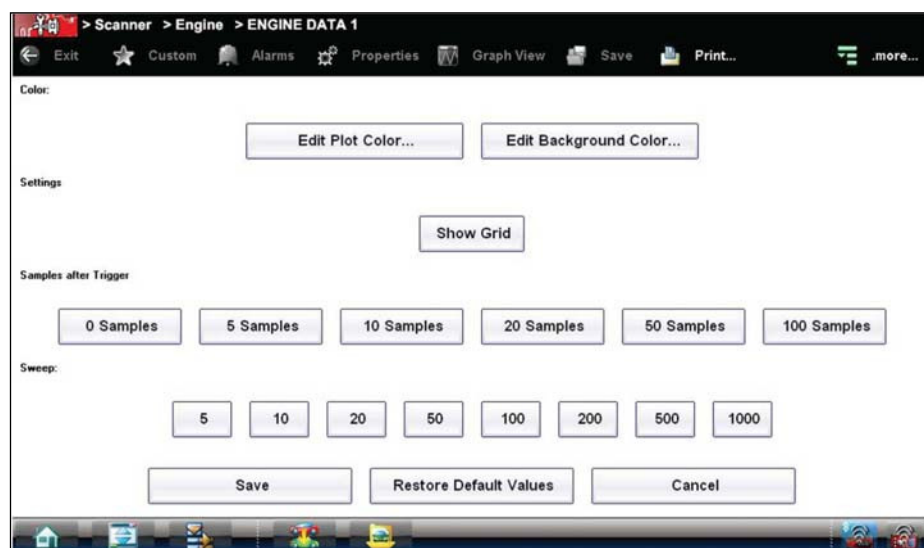 > Scanner > Engine > ENGINE DATA 1
Exit Custom Alarms Properties Graph View Save Print... .more...
Color:
Edit Plot Color... Edit Background Color...
Settings
Show Grid
Samples after Trigger
0 Samples 5 Samples 10 Samples 20 Samples 50 Samples 100 Samples
Sweep:
5 10 20 50 100 200 500 1000
Save Restore Default Values Cancel